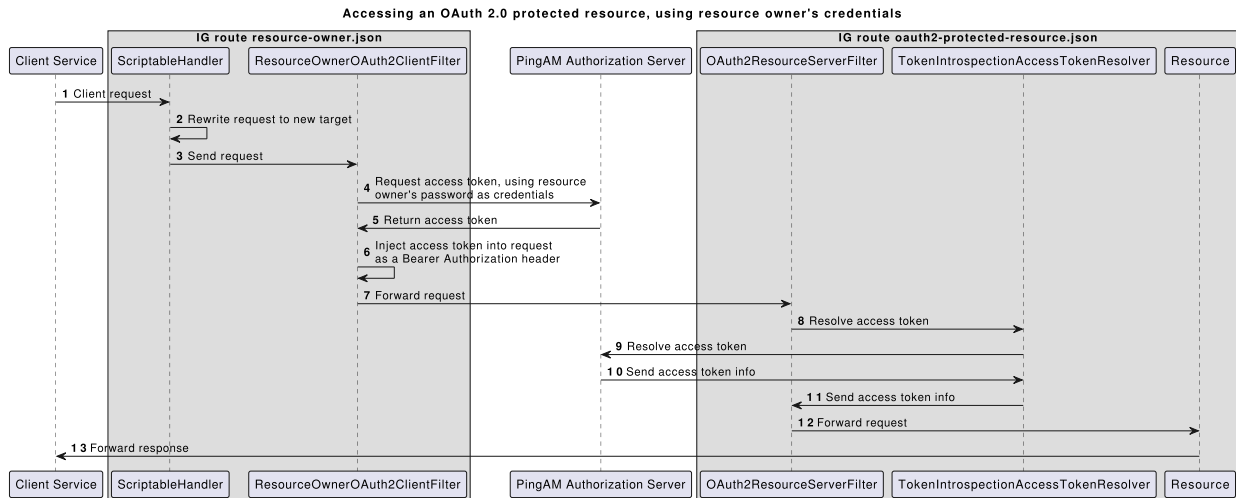 Accessing an OAuth 2.0 protected resource, using resource owner's credentials
IG route resource-owner.json
IG route oauth2-protected-resource.json
Client Service
ScriptableHandler
ResourceOwnerOAuth2ClientFilter
PingAM Authorization Server
OAuth2ResourceServerFilter
TokenIntrospectionAccessTokenResolver
Resource
1 Client request
2 Rewrite request to new target
3 Send request
4 Request access token, using resource
owner's password as credentials
5 Return access token
6 Inject access token into request
as a Bearer Authorization header
7 Forward request
8 Resolve access token
9 Resolve access token
10 Send access token info
11 Send access token info
12 Forward request
13 Forward response
Client Service
ScriptableHandler
ResourceOwnerOAuth2ClientFilter
PingAM Authorization Server
OAuth2ResourceServerFilter
TokenIntrospectionAccessTokenResolver
Resource